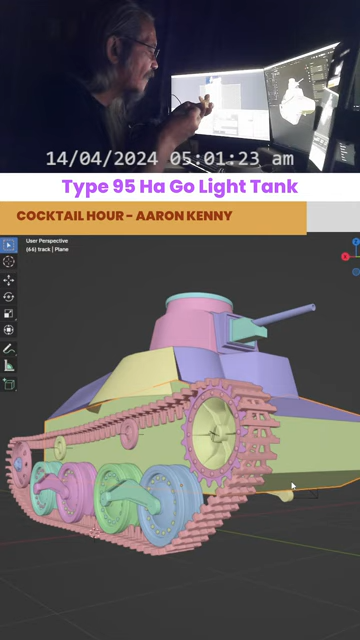 14/04/2024 05:01:23 am
Type 95 Ha Go Light Tank
COCKTAIL HOUR - AARON KENNY
User Perspective
(66) track | Plane